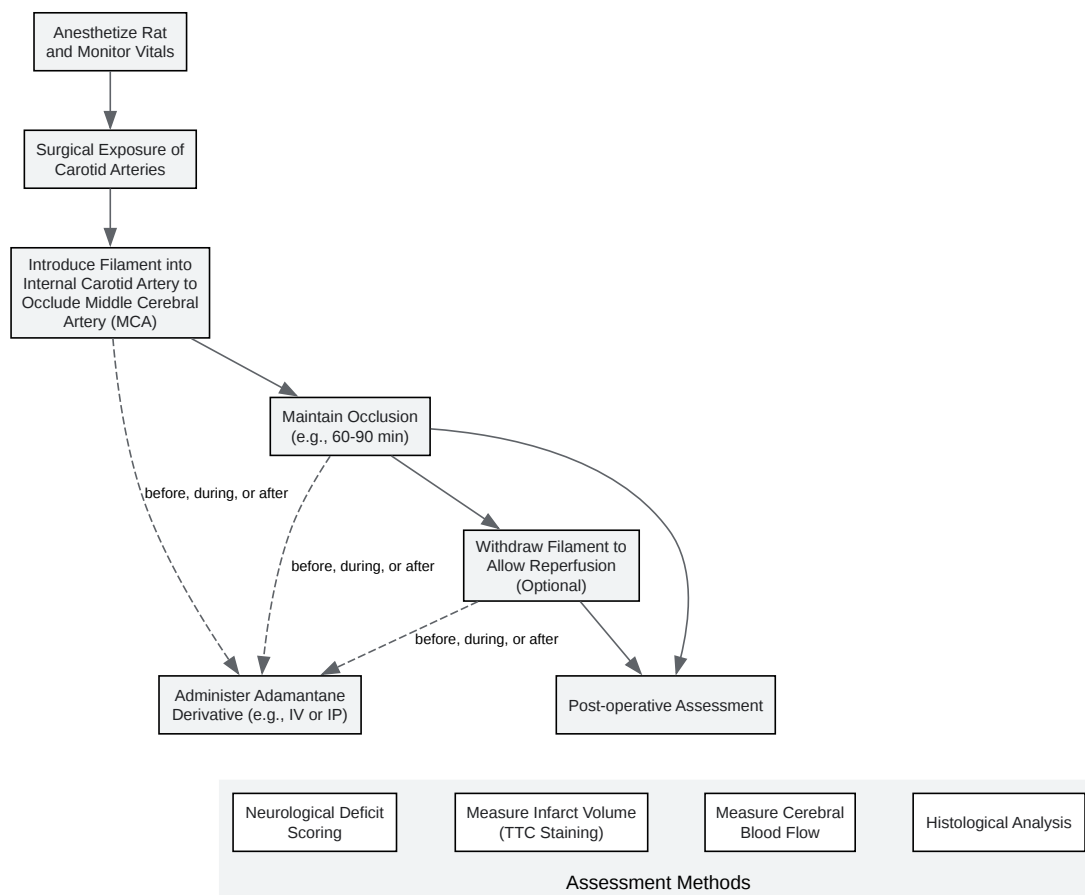 Anesthetize Rat
and Monitor Vitals
Surgical Exposure of
Carotid Arteries
Introduce Filament into
Internal Carotid Artery to
Occlude Middle Cerebral
Artery (MCA)
Maintain Occlusion
(e.g., 60-90 min)
before, during, or after
Withdraw Filament to
Allow Reperfusion
(Optional)
before, during, or after
before, during, or after
Administer Adamantane
Derivative (e.g., IV or IP)
Post-operative Assessment
Neurological Deficit
Scoring
Measure Infarct Volume
(TTC Staining)
Measure Cerebral
Blood Flow
Histological Analysis
Assessment Methods